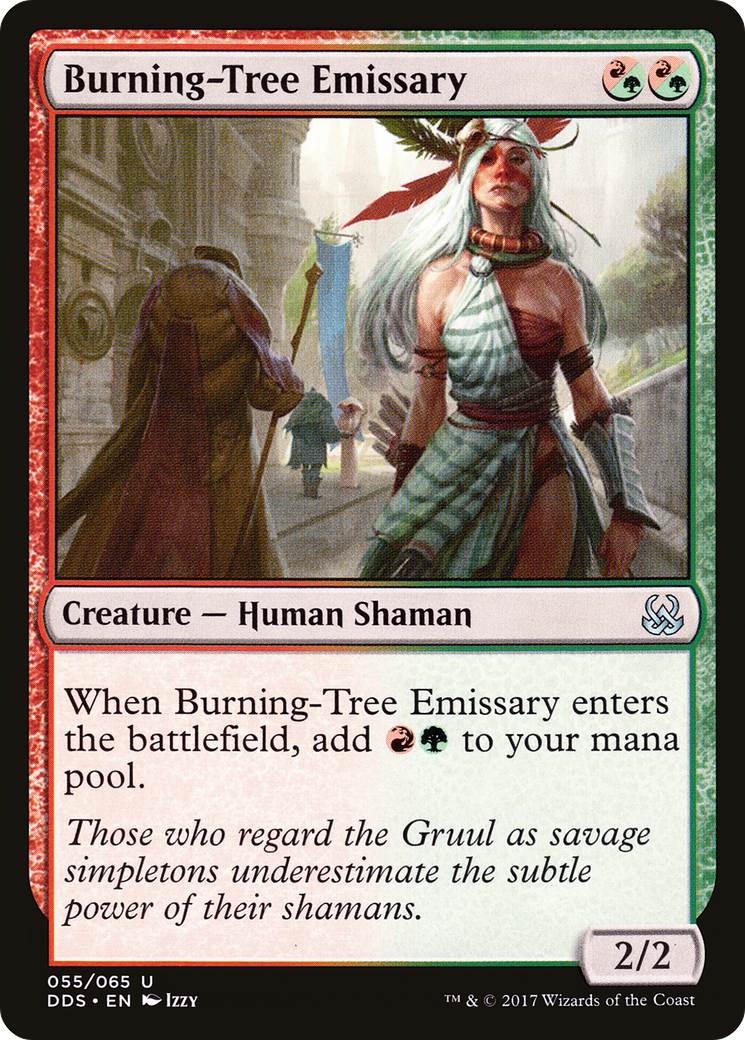 Burning-Tree Emissary
Creature — Human Shaman
When Burning-Tree Emissary enters
the battlefield, add to your mana
pool.
Those who regard the Gruul as savage
simpletons underestimate the subtle
power of their shamans.
2/2
055/065 U
DDS • EN Izzy
™ & © 2017 Wizards of the Coast